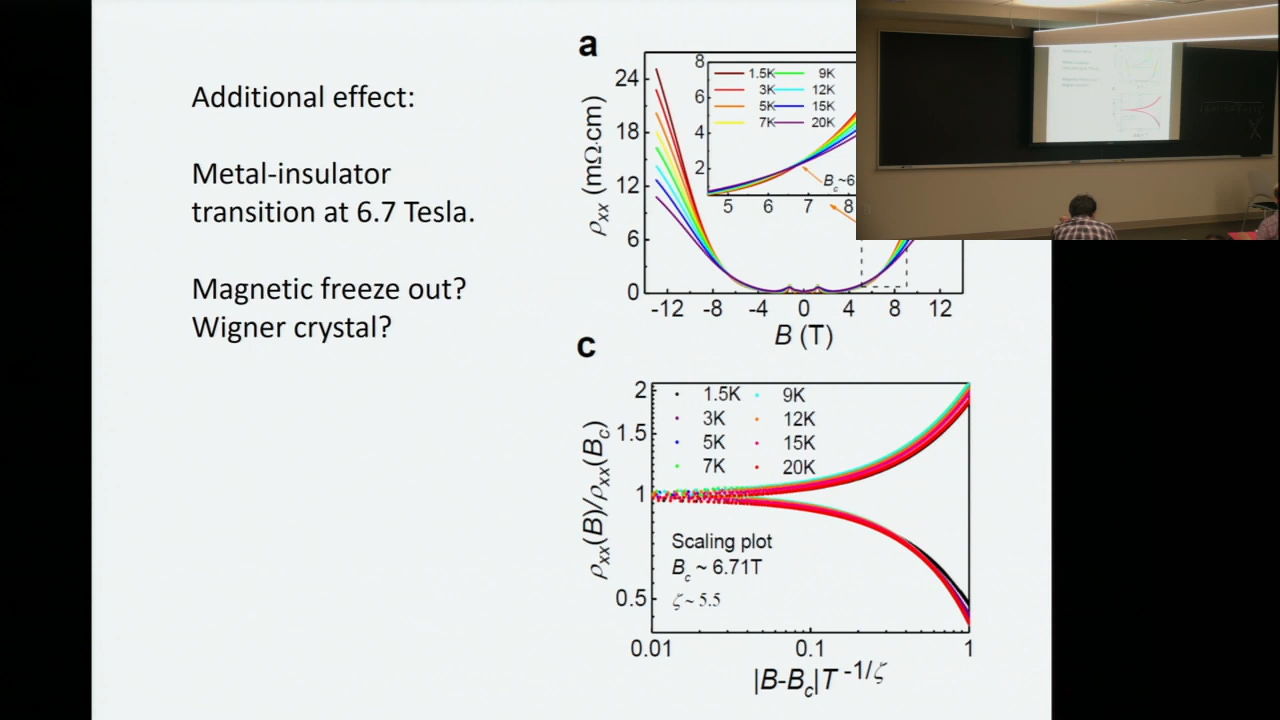 Additional effect:
Metal-insulator
transition at 6.7 Tesla.
Magnetic freeze out?
Wigner crystal?
a
ρxx (mΩ·cm)
24
18
12
6
0
-12 -8 -4 0 4 8 12
B (T)
8
6
4
2
5 6 7 8
1.5K 9K
3K 12K
5K 15K
7K 20K
Bc~6
c
ρxx(B)/ρxx(Bc)
2
1.5
1
0.5
1.5K 9K
3K 12K
5K 15K
7K 20K
Scaling plot
Bc ~ 6.71T
ζ ~ 5.5
0.01 0.1 1
|B-Bc|T -1/ζ